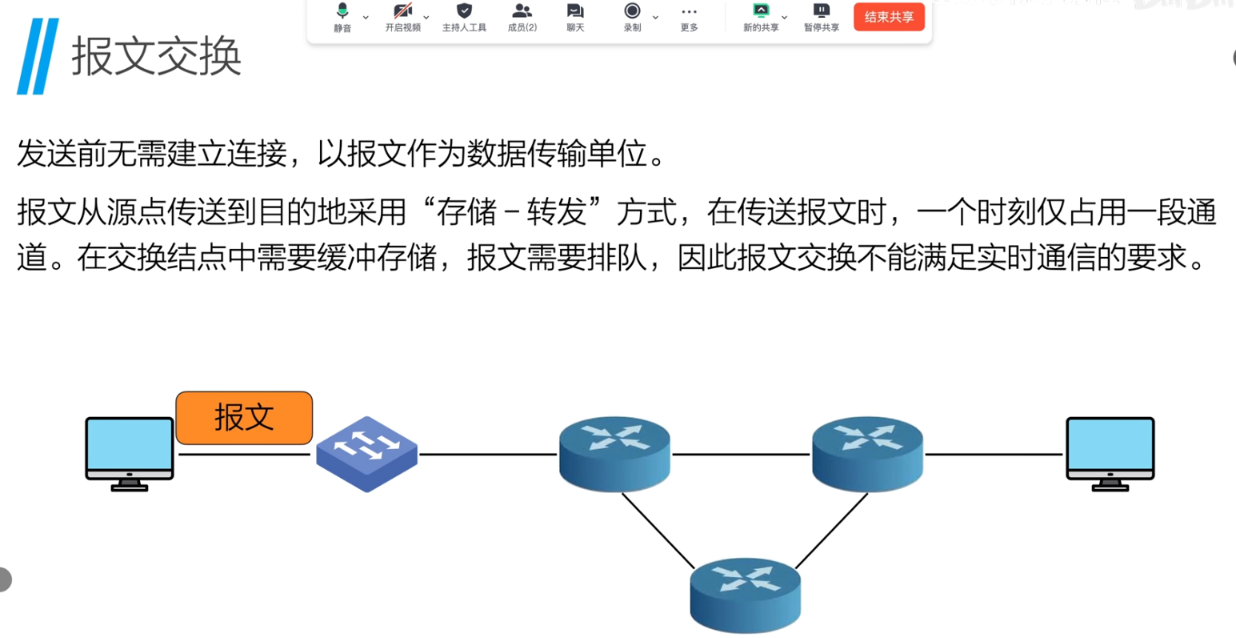 静音 开启视频 主持人工具 成员(2) 聊天 录制 更多 新的共享 暂停共享 结束共享
报文交换
发送前无需建立连接，以报文作为数据传输单位。
报文从源点传送到目的地采用“存储－转发”方式，在传送报文时，一个时刻仅占用一段通
道。在交换结点中需要缓冲存储，报文需要排队，因此报文交换不能满足实时通信的要求。
报文